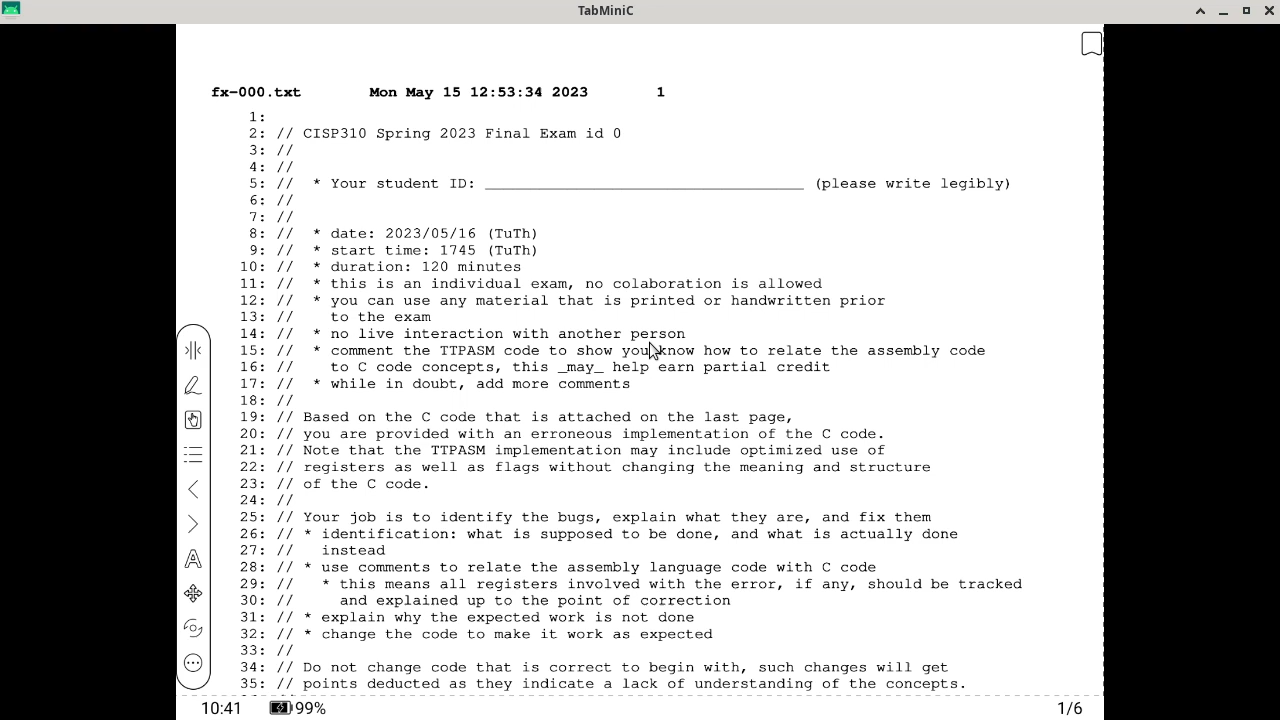 TabMiniC
fx-000.txt Mon May 15 12:53:34 2023 1
1:
2: // CISP310 Spring 2023 Final Exam id 0
3: //
4: //
5: // * Your student ID: ___________________________________ (please write legibly)
6: //
7: //
8: // * date: 2023/05/16 (TuTh)
9: // * start time: 1745 (TuTh)
10: // * duration: 120 minutes
11: // * this is an individual exam, no colaboration is allowed
12: // * you can use any material that is printed or handwritten prior
13: // to the exam
14: // * no live interaction with another person
15: // * comment the TTPASM code to show you know how to relate the assembly code
16: // to C code concepts, this _may_ help earn partial credit
17: // * while in doubt, add more comments
18: //
19: // Based on the C code that is attached on the last page,
20: // you are provided with an erroneous implementation of the C code.
21: // Note that the TTPASM implementation may include optimized use of
22: // registers as well as flags without changing the meaning and structure
23: // of the C code.
24: //
25: // Your job is to identify the bugs, explain what they are, and fix them
26: // * identification: what is supposed to be done, and what is actually done
27: // instead
28: // * use comments to relate the assembly language code with C code
29: // * this means all registers involved with the error, if any, should be tracked
30: // and explained up to the point of correction
31: // * explain why the expected work is not done
32: // * change the code to make it work as expected
33: //
34: // Do not change code that is correct to begin with, such changes will get
35: // points deducted as they indicate a lack of understanding of the concepts.
10:41 99% 1/6